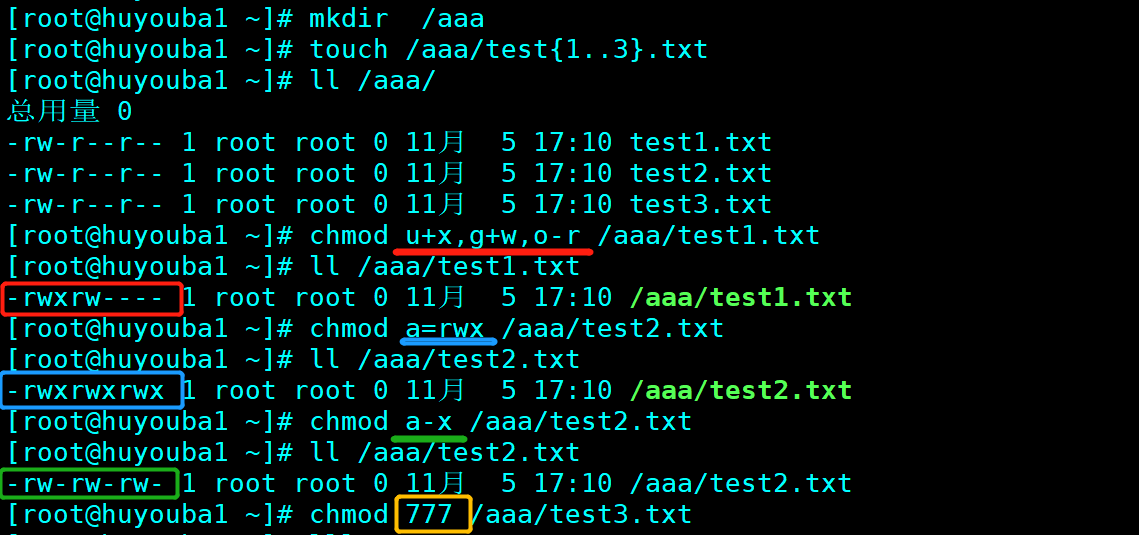 [root@huyouba1 ~]# mkdir  /aaa
[root@huyouba1 ~]# touch /aaa/test{1..3}.txt
[root@huyouba1 ~]# ll /aaa/
总用量 0
-rw-r--r-- 1 root root 0 11月  5 17:10 test1.txt
-rw-r--r-- 1 root root 0 11月  5 17:10 test2.txt
-rw-r--r-- 1 root root 0 11月  5 17:10 test3.txt
[root@huyouba1 ~]# chmod u+x,g+w,o-r /aaa/test1.txt
[root@huyouba1 ~]# ll /aaa/test1.txt
-rwxrw---- 1 root root 0 11月  5 17:10 /aaa/test1.txt
[root@huyouba1 ~]# chmod a=rwx /aaa/test2.txt
[root@huyouba1 ~]# ll /aaa/test2.txt
-rwxrwxrwx 1 root root 0 11月  5 17:10 /aaa/test2.txt
[root@huyouba1 ~]# chmod a-x /aaa/test2.txt
[root@huyouba1 ~]# ll /aaa/test2.txt
-rw-rw-rw- 1 root root 0 11月  5 17:10 /aaa/test2.txt
[root@huyouba1 ~]# chmod 777 /aaa/test3.txt